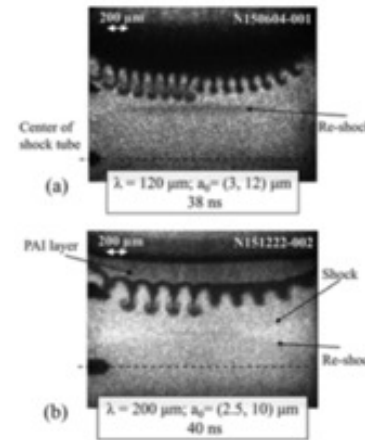 200 μm
N150604-001
Re-shock
Center of
shock tube
(a)
λ = 120 μm; a₀= (3, 12) μm
38 ns
200 μm
N151222-002
PAI layer
Shock
Re-shock
(b)
λ = 200 μm; a₀= (2.5, 10) μm
40 ns